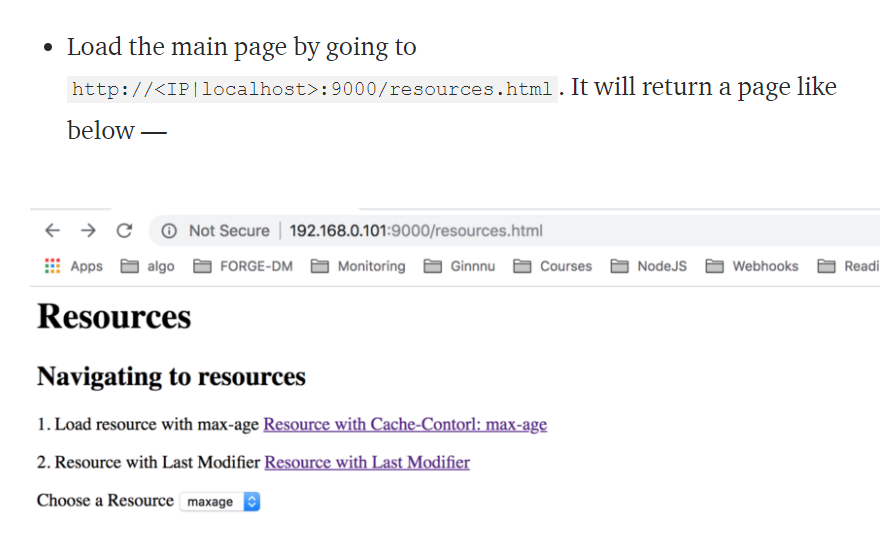 • Load the main page by going to
http://<IP|localhost>:9000/resources.html. It will return a page like
below —
Not Secure | 192.168.0.101:9000/resources.html
Apps algo FORGE-DM Monitoring Ginnnu Courses NodeJS Webhooks Readi
Resources
Navigating to resources
1. Load resource with max-age Resource with Cache-Contorl: max-age
2. Resource with Last Modifier Resource with Last Modifier
Choose a Resource maxage